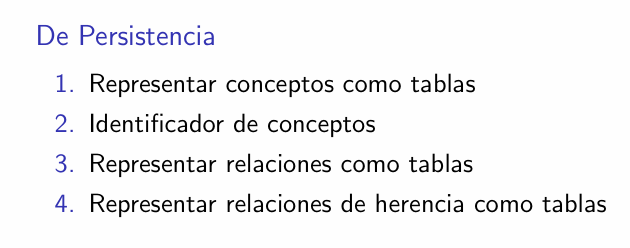 De Persistencia
1. Representar conceptos como tablas
2. Identificador de conceptos
3. Representar relaciones como tablas
4. Representar relaciones de herencia como tablas